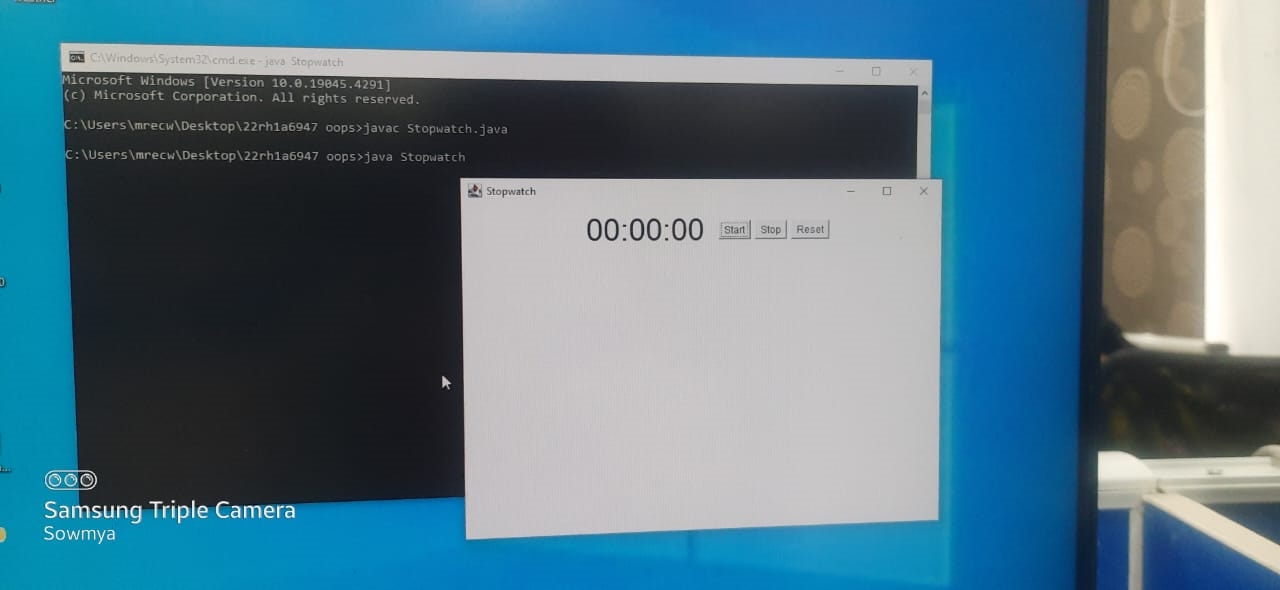 C:\Windows\System32\cmd.exe - java Stopwatch
Microsoft Windows [Version 10.0.19045.4291]
(c) Microsoft Corporation. All rights reserved.
C:\Users\mrecw\Desktop\22rh1a6947 oops>javac Stopwatch.java
C:\Users\mrecw\Desktop\22rh1a6947 oops>java Stopwatch
Stopwatch
00:00:00 Start Stop Reset
Samsung Triple Camera
Sowmya